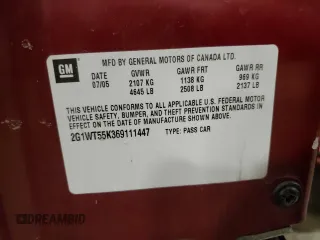 GM
MFD BY GENERAL MOTORS OF CANADA LTD.
DATE GVWR GAWR FRT GAWR RR
07/05 2107 KG 1138 KG 969 KG
4645 LB 2508 LB 2137 LB
THIS VEHICLE CONFORMS TO ALL APPLICABLE U.S. FEDERAL MOTOR
VEHICLE SAFETY, BUMPER, AND THEFT PREVENTION STANDARDS IN
EFFECT ON THE DATE OF MANUFACTURE SHOWN ABOVE.
2G1WT55K369111447 TYPE: PASS CAR
DREAMBID